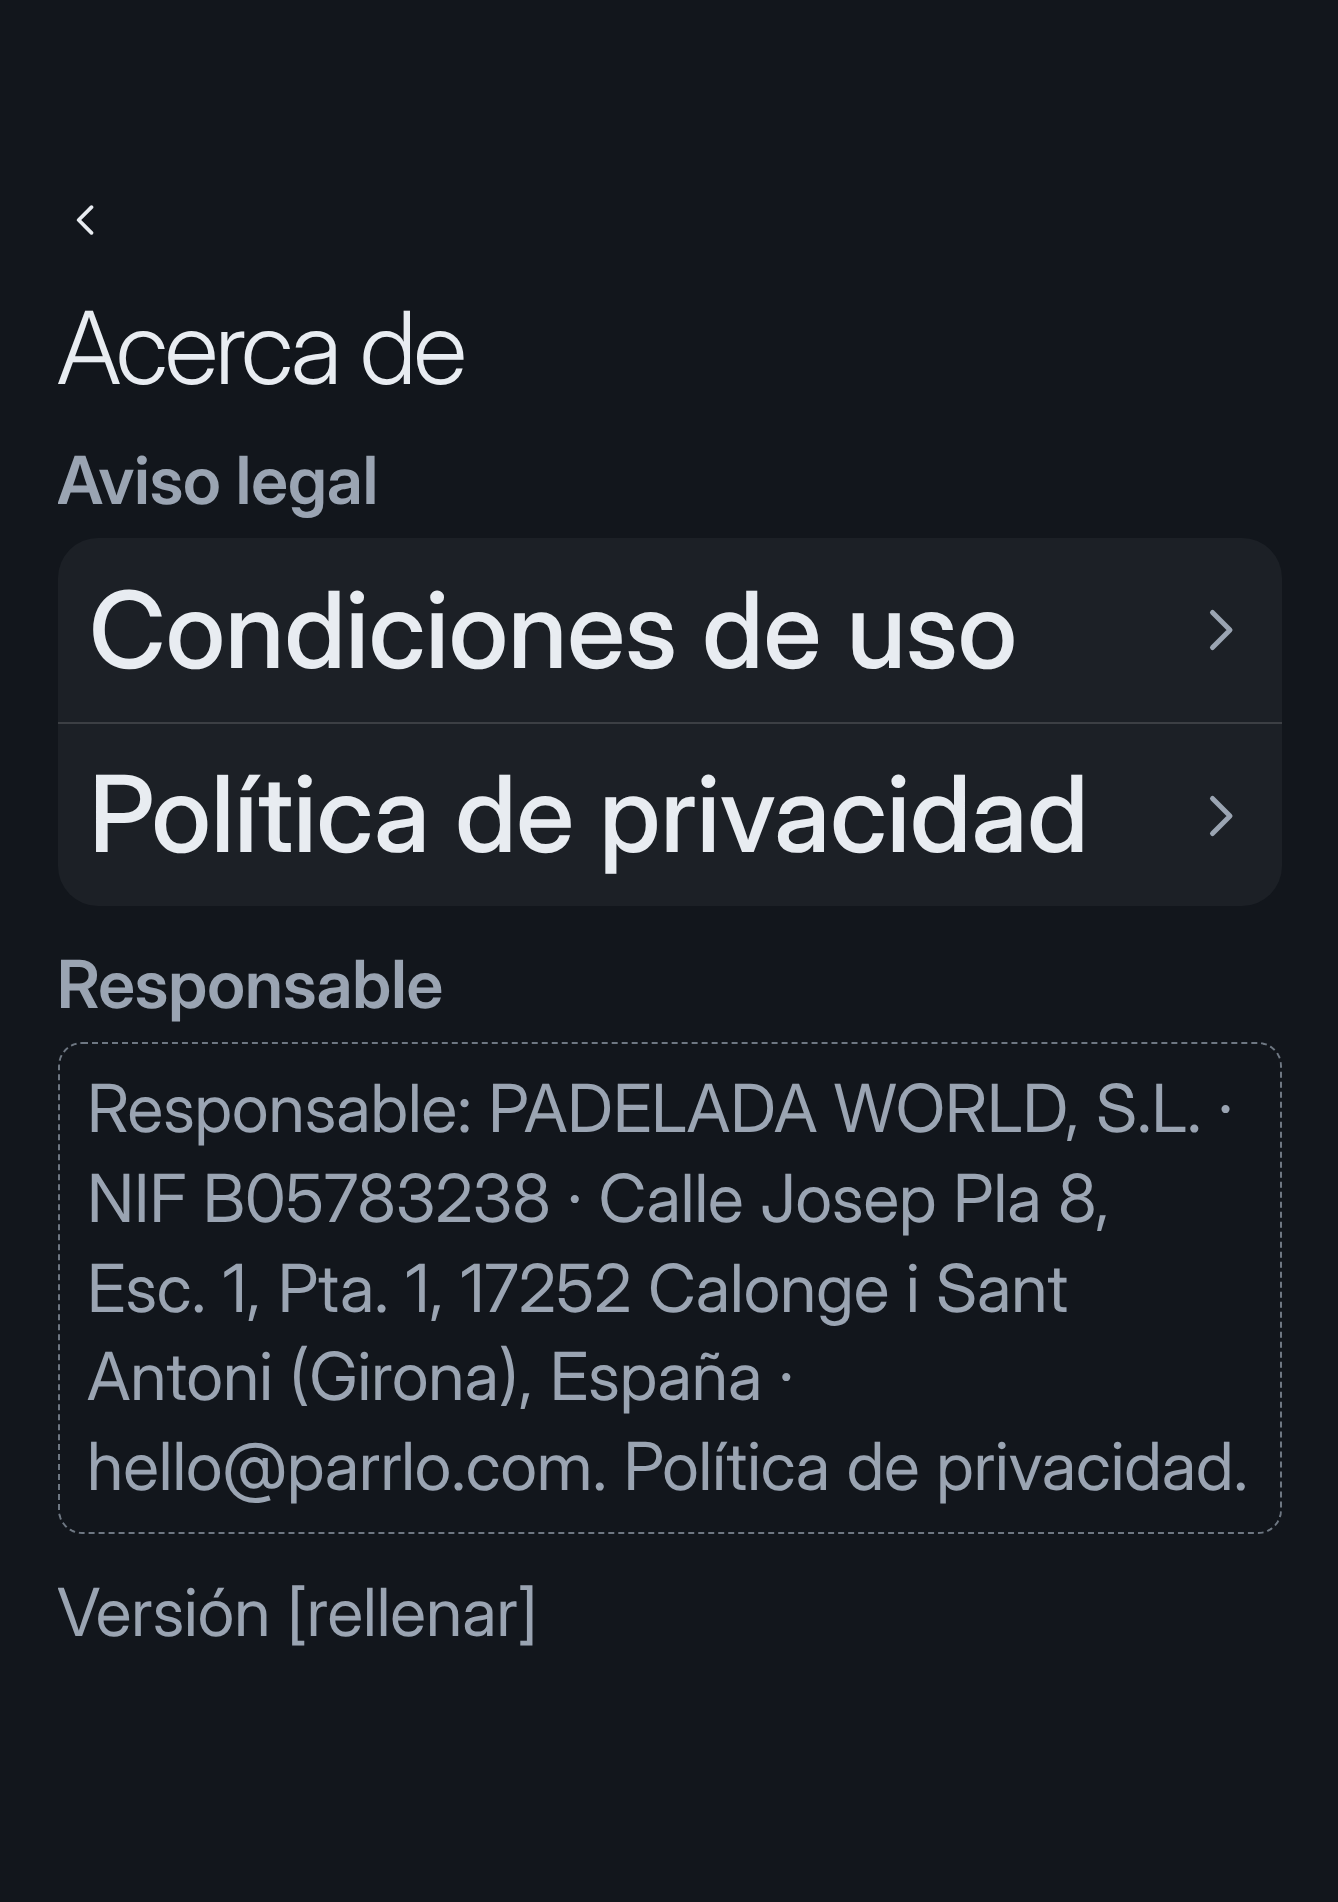 Acerca de
Aviso legal
Condiciones de uso
Política de privacidad
Responsable
Responsable: PADELADA WORLD, S.L. ·
NIF B05783238 · Calle Josep Pla 8,
Esc. 1, Pta. 1, 17252 Calonge i Sant
Antoni (Girona), España ·
hello@parrlo.com. Política de privacidad.
Versión [rellenar]